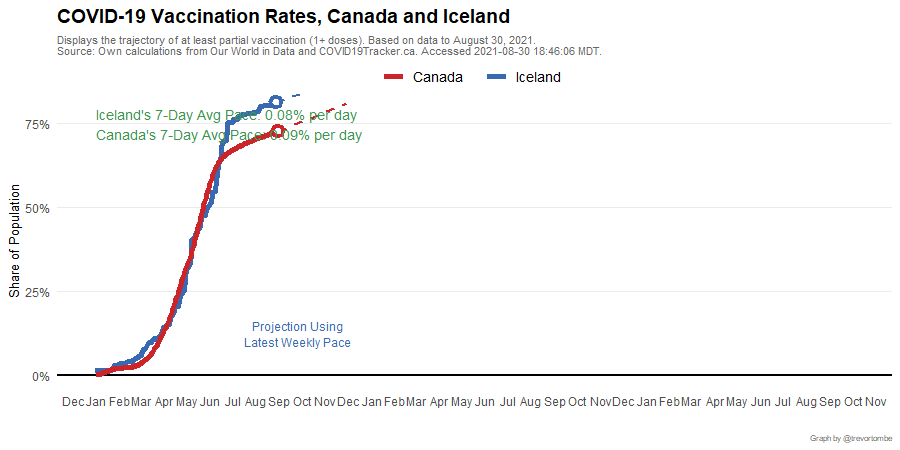 COVID-19 Vaccination Rates, Canada and Iceland
Displays the trajectory of at least partial vaccination (1+ doses). Based on data to August 30, 2021.
Source: Own calculations from Our World in Data and COVID19Tracker.ca. Accessed 2021-08-30 18:46:06 MDT.
Canada Iceland
Iceland's 7-Day Avg Pace: 0.08% per day
Canada's 7-Day Avg Pace: 0.09% per day
75%
50%
25%
0%
Share of Population
Projection Using
Latest Weekly Pace
Dec Jan Feb Mar Apr May Jun Jul Aug Sep Oct Nov Dec Jan Feb Mar Apr May Jun Jul Aug Sep Oct Nov Dec Jan Feb Mar Apr May Jun Jul Aug Sep Oct Nov
Graph by @trevortombe